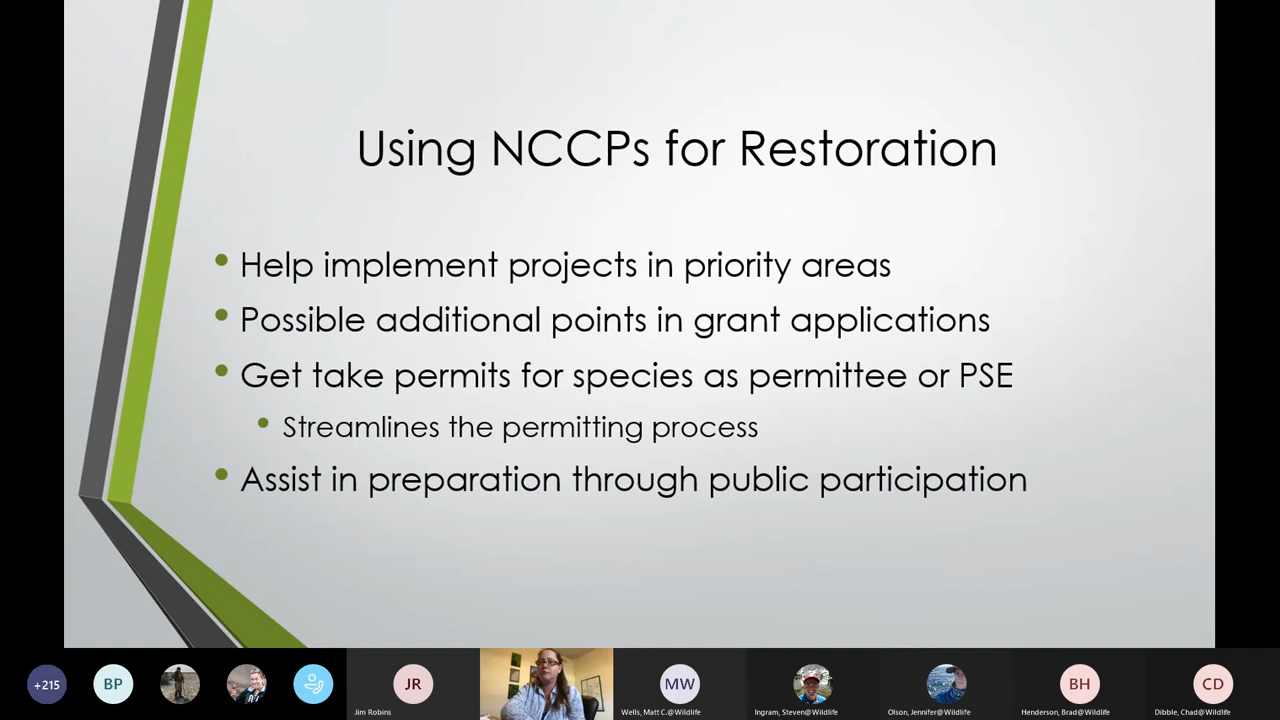 Using NCCPs for Restoration
Help implement projects in priority areas
Possible additional points in grant applications
Get take permits for species as permittee or PSE
Streamlines the permitting process
Assist in preparation through public participation
+215
BP
JR
MW
BH
CD
Jim Robins
Wells, Matt C.@Wildlife
Ingram, Steven@Wildlife
Olson, Jennifer@Wildlife
Henderson, Brad@Wildlife
Dibble, Chad@Wildlife